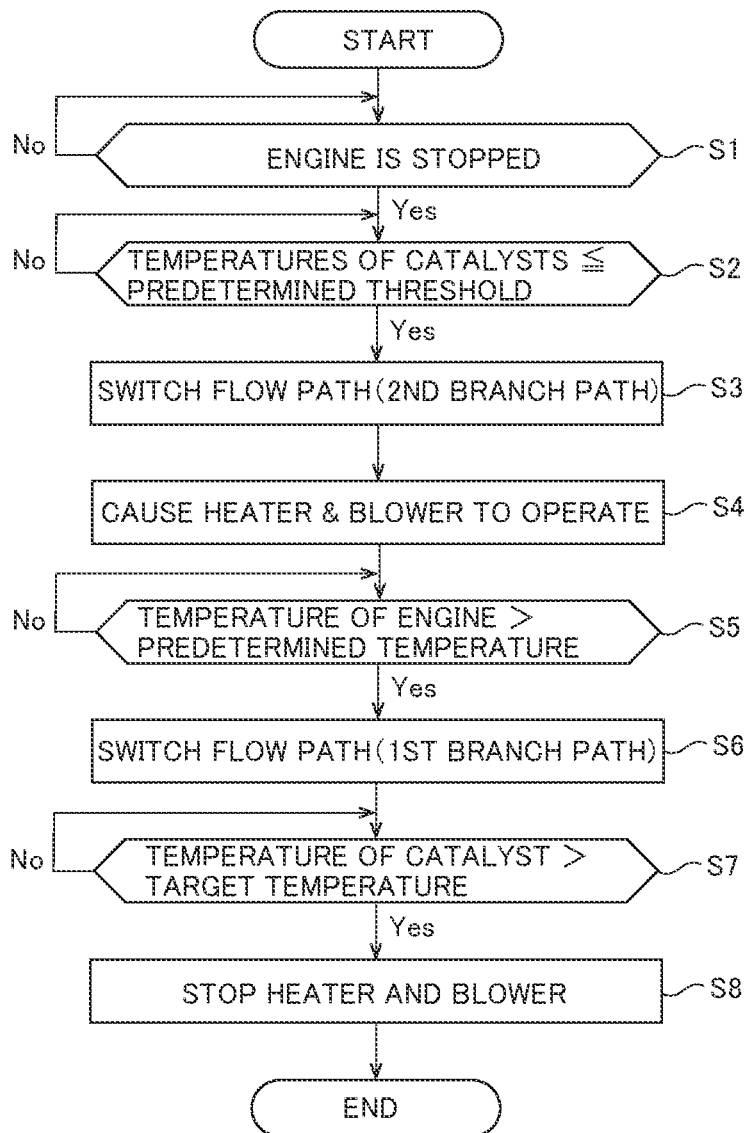 START
No
ENGINE IS STOPPED
S1
Yes
No
TEMPERATURES OF CATALYSTS ≦
PREDETERMINED THRESHOLD
S2
Yes
SWITCH FLOW PATH(2ND BRANCH PATH)
S3
CAUSE HEATER & BLOWER TO OPERATE
S4
No
TEMPERATURE OF ENGINE >
PREDETERMINED TEMPERATURE
S5
Yes
SWITCH FLOW PATH(1ST BRANCH PATH)
S6
No
TEMPERATURE OF CATALYST >
TARGET TEMPERATURE
S7
Yes
STOP HEATER AND BLOWER
S8
END